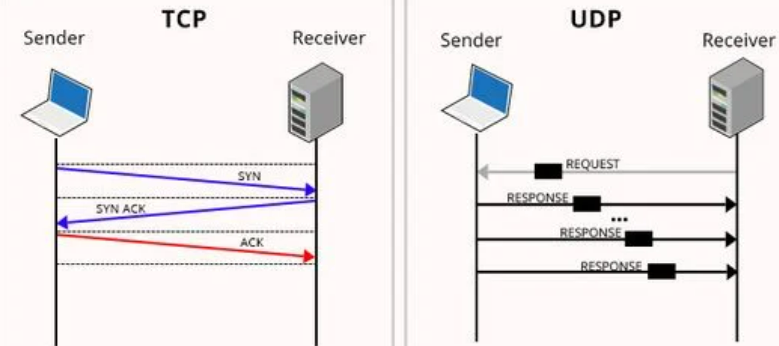 TCP
Sender
Receiver
SYN
SYN ACK
ACK
UDP
Sender
Receiver
REQUEST
RESPONSE
...
RESPONSE
RESPONSE